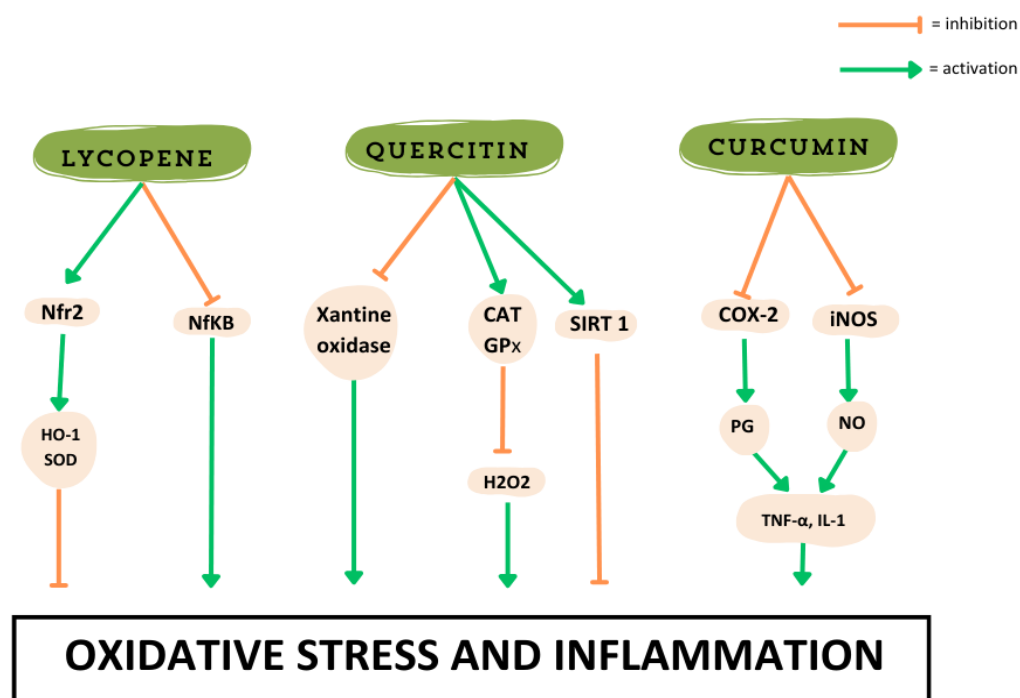 = inhibition
= activation
LYCOPENE
QUERCITIN
CURCUMIN
Nfr2
NfKB
Xantine
oxidase
CAT
GPx
SIRT 1
COX-2
iNOS
HO-1
SOD
H2O2
PG
NO
TNF-α, IL-1
OXIDATIVE STRESS AND INFLAMMATION